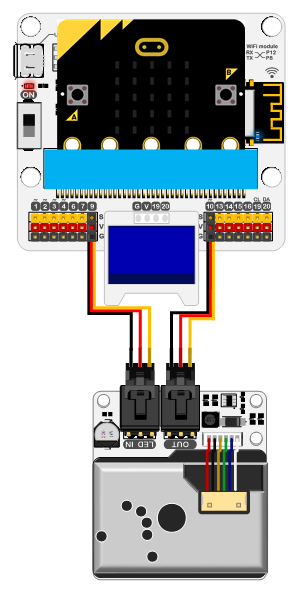 WiFi module
RX P12
TX P8
LED
ON
A
B
1 2 3 4 5 6 7 9
G V 19 20
CL DA
10 13 14 15 16 19 20
S
V
G
S
V
G
LED IN
OUT